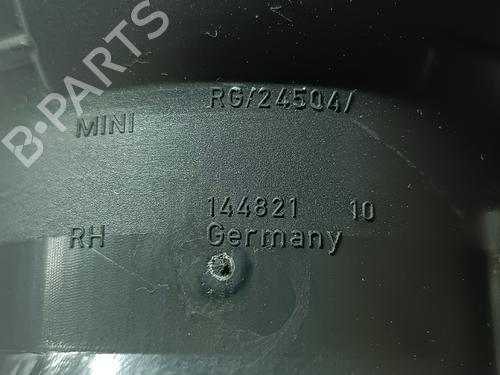 B-PARTS
RG/24504/
MINI
144821 10
RH Germany